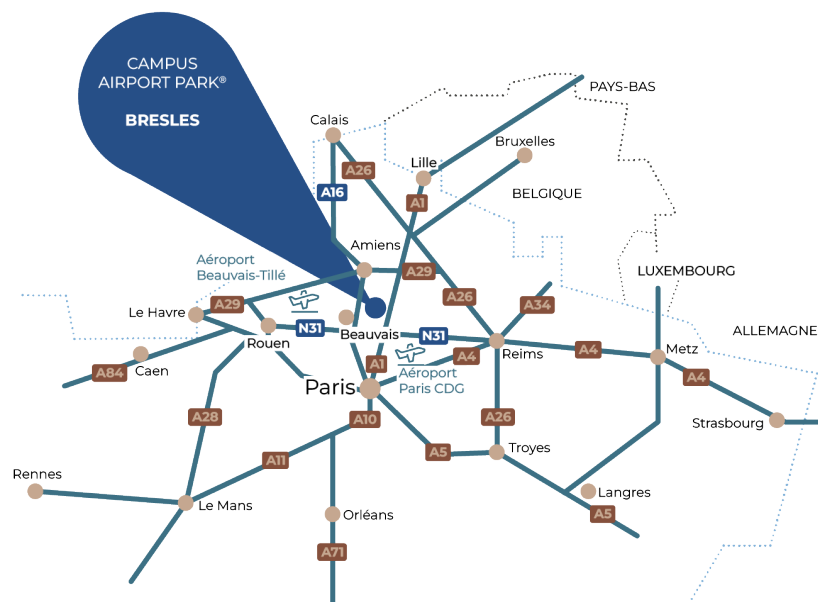 CAMPUS
AIRPORT PARK®
BRESLES
PAYS-BAS
Calais
Bruxelles
Lille
A26
A16
BELGIQUE
A1
Amiens
Aéroport
Beauvais-Tillé
A29
LUXEMBOURG
A29
A26
A34
Le Havre
N31
Beauvais
N31
ALLEMAGNE
Rouen
Reims
A4
Metz
A1
A4
Caen
A84
Aéroport
Paris CDG
A4
Paris
A28
A10
A26
Strasbourg
A11
A5
Troyes
Rennes
Le Mans
Langres
Orléans
A5
A71